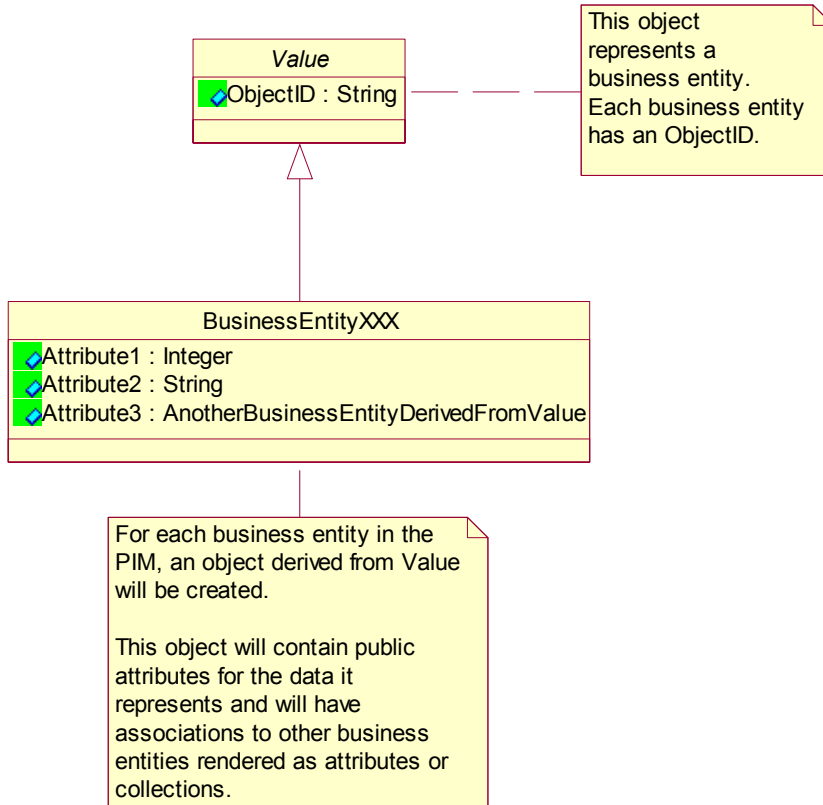 Value
ObjectID : String
This object
represents a
business entity.
Each business entity
has an ObjectID.
BusinessEntityXXX
Attribute1 : Integer
Attribute2 : String
Attribute3 : AnotherBusinessEntityDerivedFromValue
For each business entity in the
PIM, an object derived from Value
will be created.
This object will contain public
attributes for the data it
represents and will have
associations to other business
entities rendered as attributes or
collections.